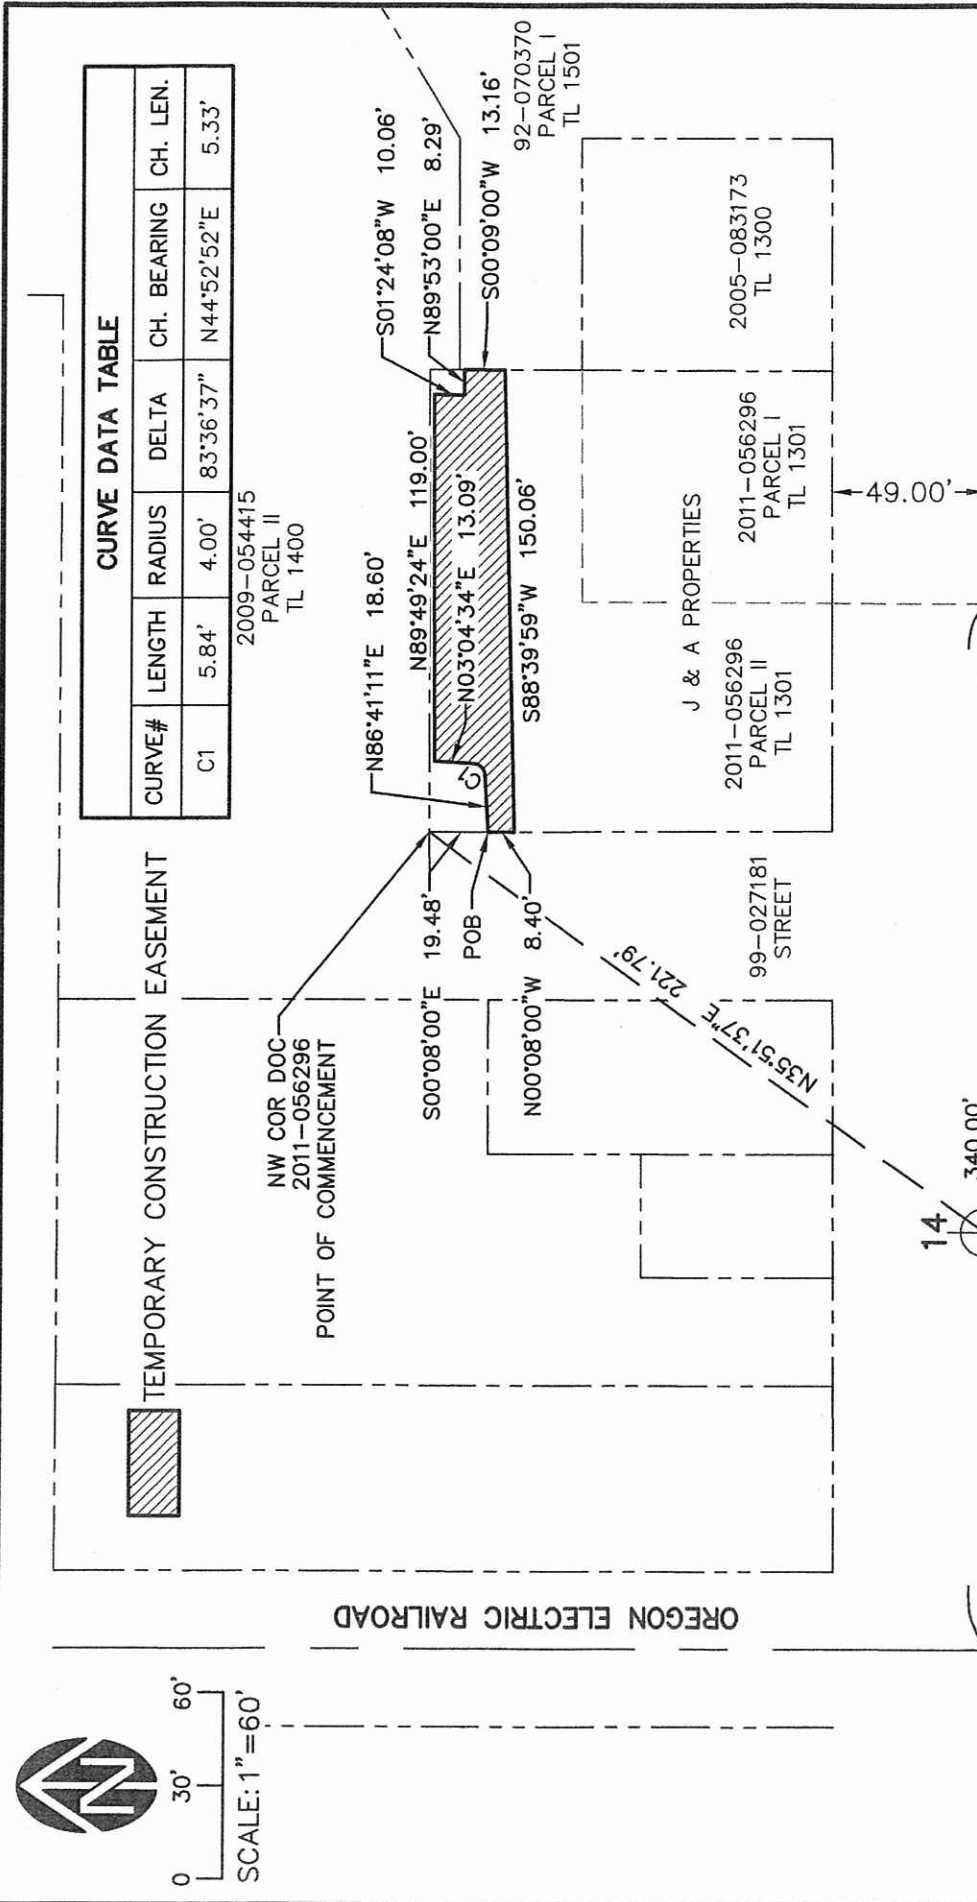 0 30' 60'
SCALE: 1"=60'
OREGON ELECTRIC RAILROAD
TEMPORARY CONSTRUCTION EASEMENT
CURVE DATA TABLE
CURVE# LENGTH RADIUS DELTA CH. BEARING CH. LEN.
C1 5.84' 4.00' 83°36'37" N44°52'52"E 5.33'
2009-054415
PARCEL II
TL 1400
NW COR DOC
2011-056296
POINT OF COMMENCEMENT
S00°08'00"E 19.48'
POB
N00°08'00"W 8.40'
N86°41'11"E 18.60'
C1
N89°49'24"E 119.00'
N03°04'34"E 13.09'
S88°39'59"W 150.06'
S01°24'08"W 10.06'
N89°53'00"E 8.29'
S00°09'00"W 13.16'
92-070370
PARCEL I
TL 1501
J & A PROPERTIES
2011-056296
PARCEL II
TL 1301
2011-056296
PARCEL I
TL 1301
2005-083173
TL 1300
99-027181
STREET
N35°51'37"E 221.79'
49.00'
14
340.00'